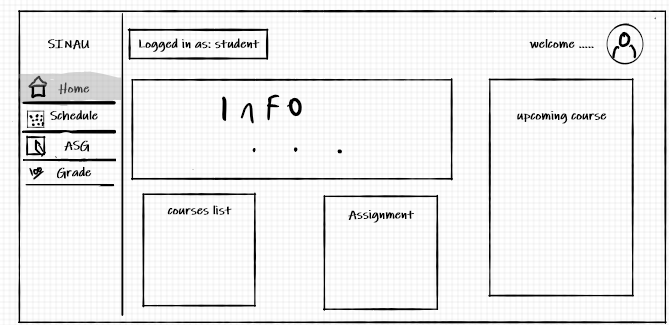 SINAU
Home
Schedule
ASG
Grade
Logged in as: student
welcome .....
InFO
. . .
courses list
Assignment
upcoming course